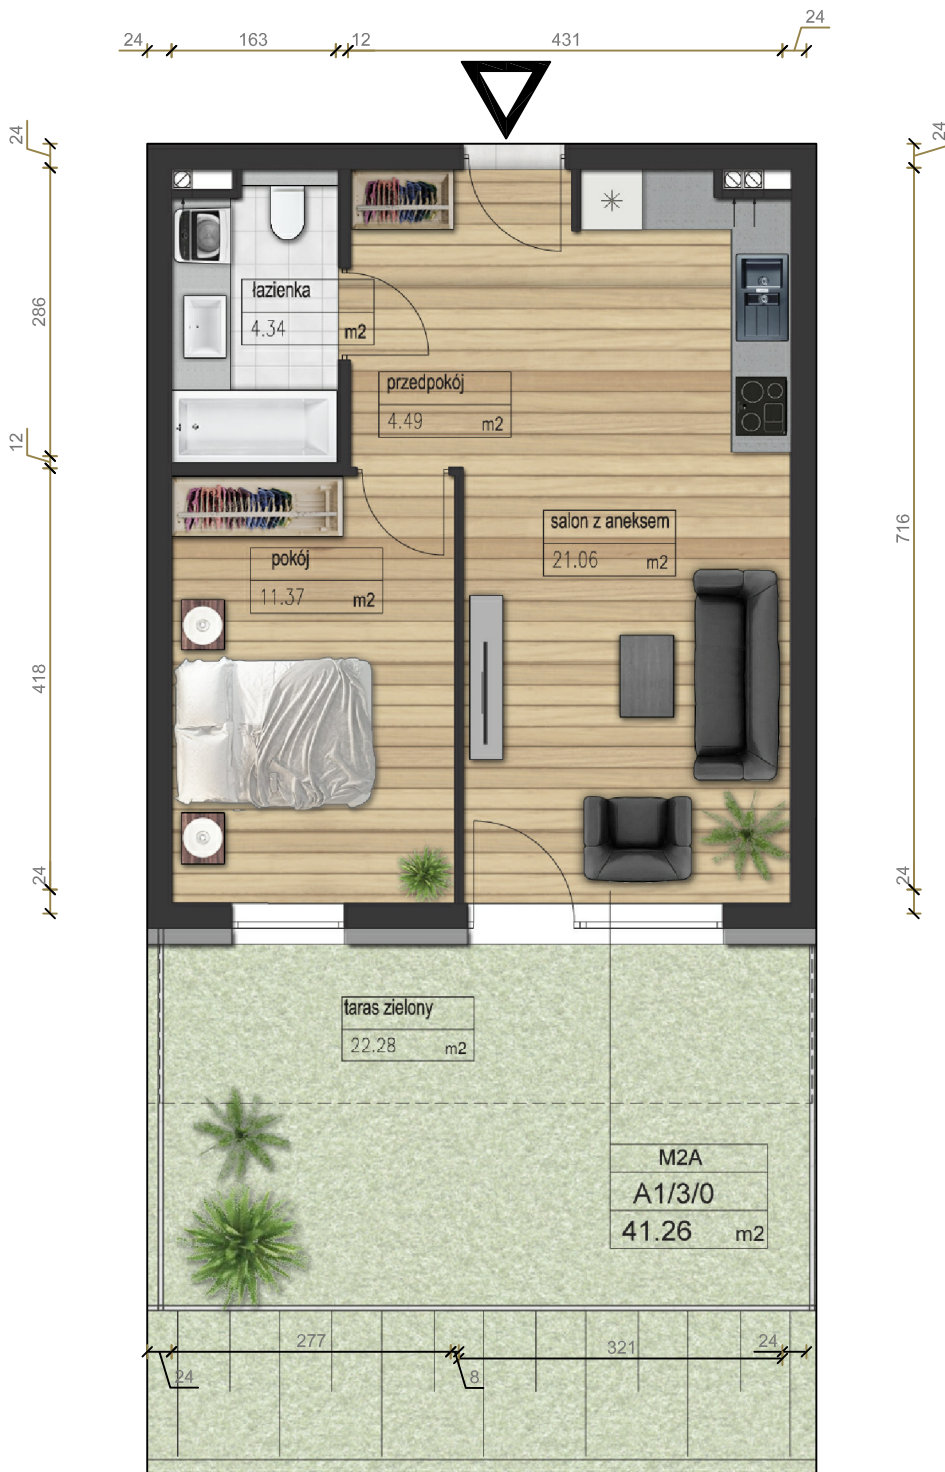 24
24 163 12 431
24
24
286
12
418
24
716
24
łazienka
4.34 m2
przedpokój
4.49 m2
salon z aneksem
21.06 m2
pokój
11.37 m2
taras zielony
22.28 m2
M2A
A1/3/0
41.26 m2
277 321 24
24 8